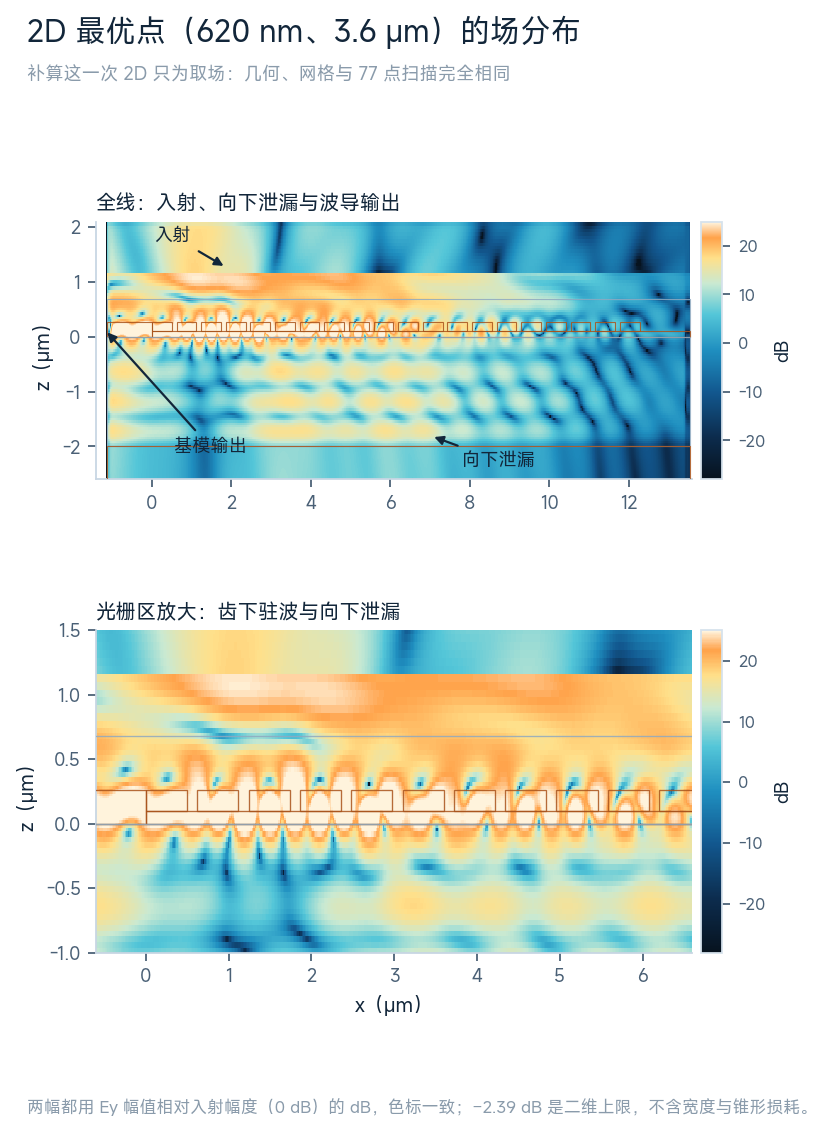 2D 最优点（620 nm、3.6 μm）的场分布
补算这一次 2D 只为取场：几何、网格与 77 点扫描完全相同
全线：入射、向下泄漏与波导输出
2
1
0
−1
−2
z（μm）
入射
基模输出
向下泄漏
0
2
4
6
8
10
12
20
10
0
−10
−20
dB
光栅区放大：齿下驻波与向下泄漏
1.5
1.0
0.5
0.0
−0.5
−1.0
z（μm）
0
1
2
3
4
5
6
x（μm）
20
10
0
−10
−20
dB
两幅都用 Ey 幅值相对入射幅度（0 dB）的 dB，色标一致；−2.39 dB 是二维上限，不含宽度与锥形损耗。